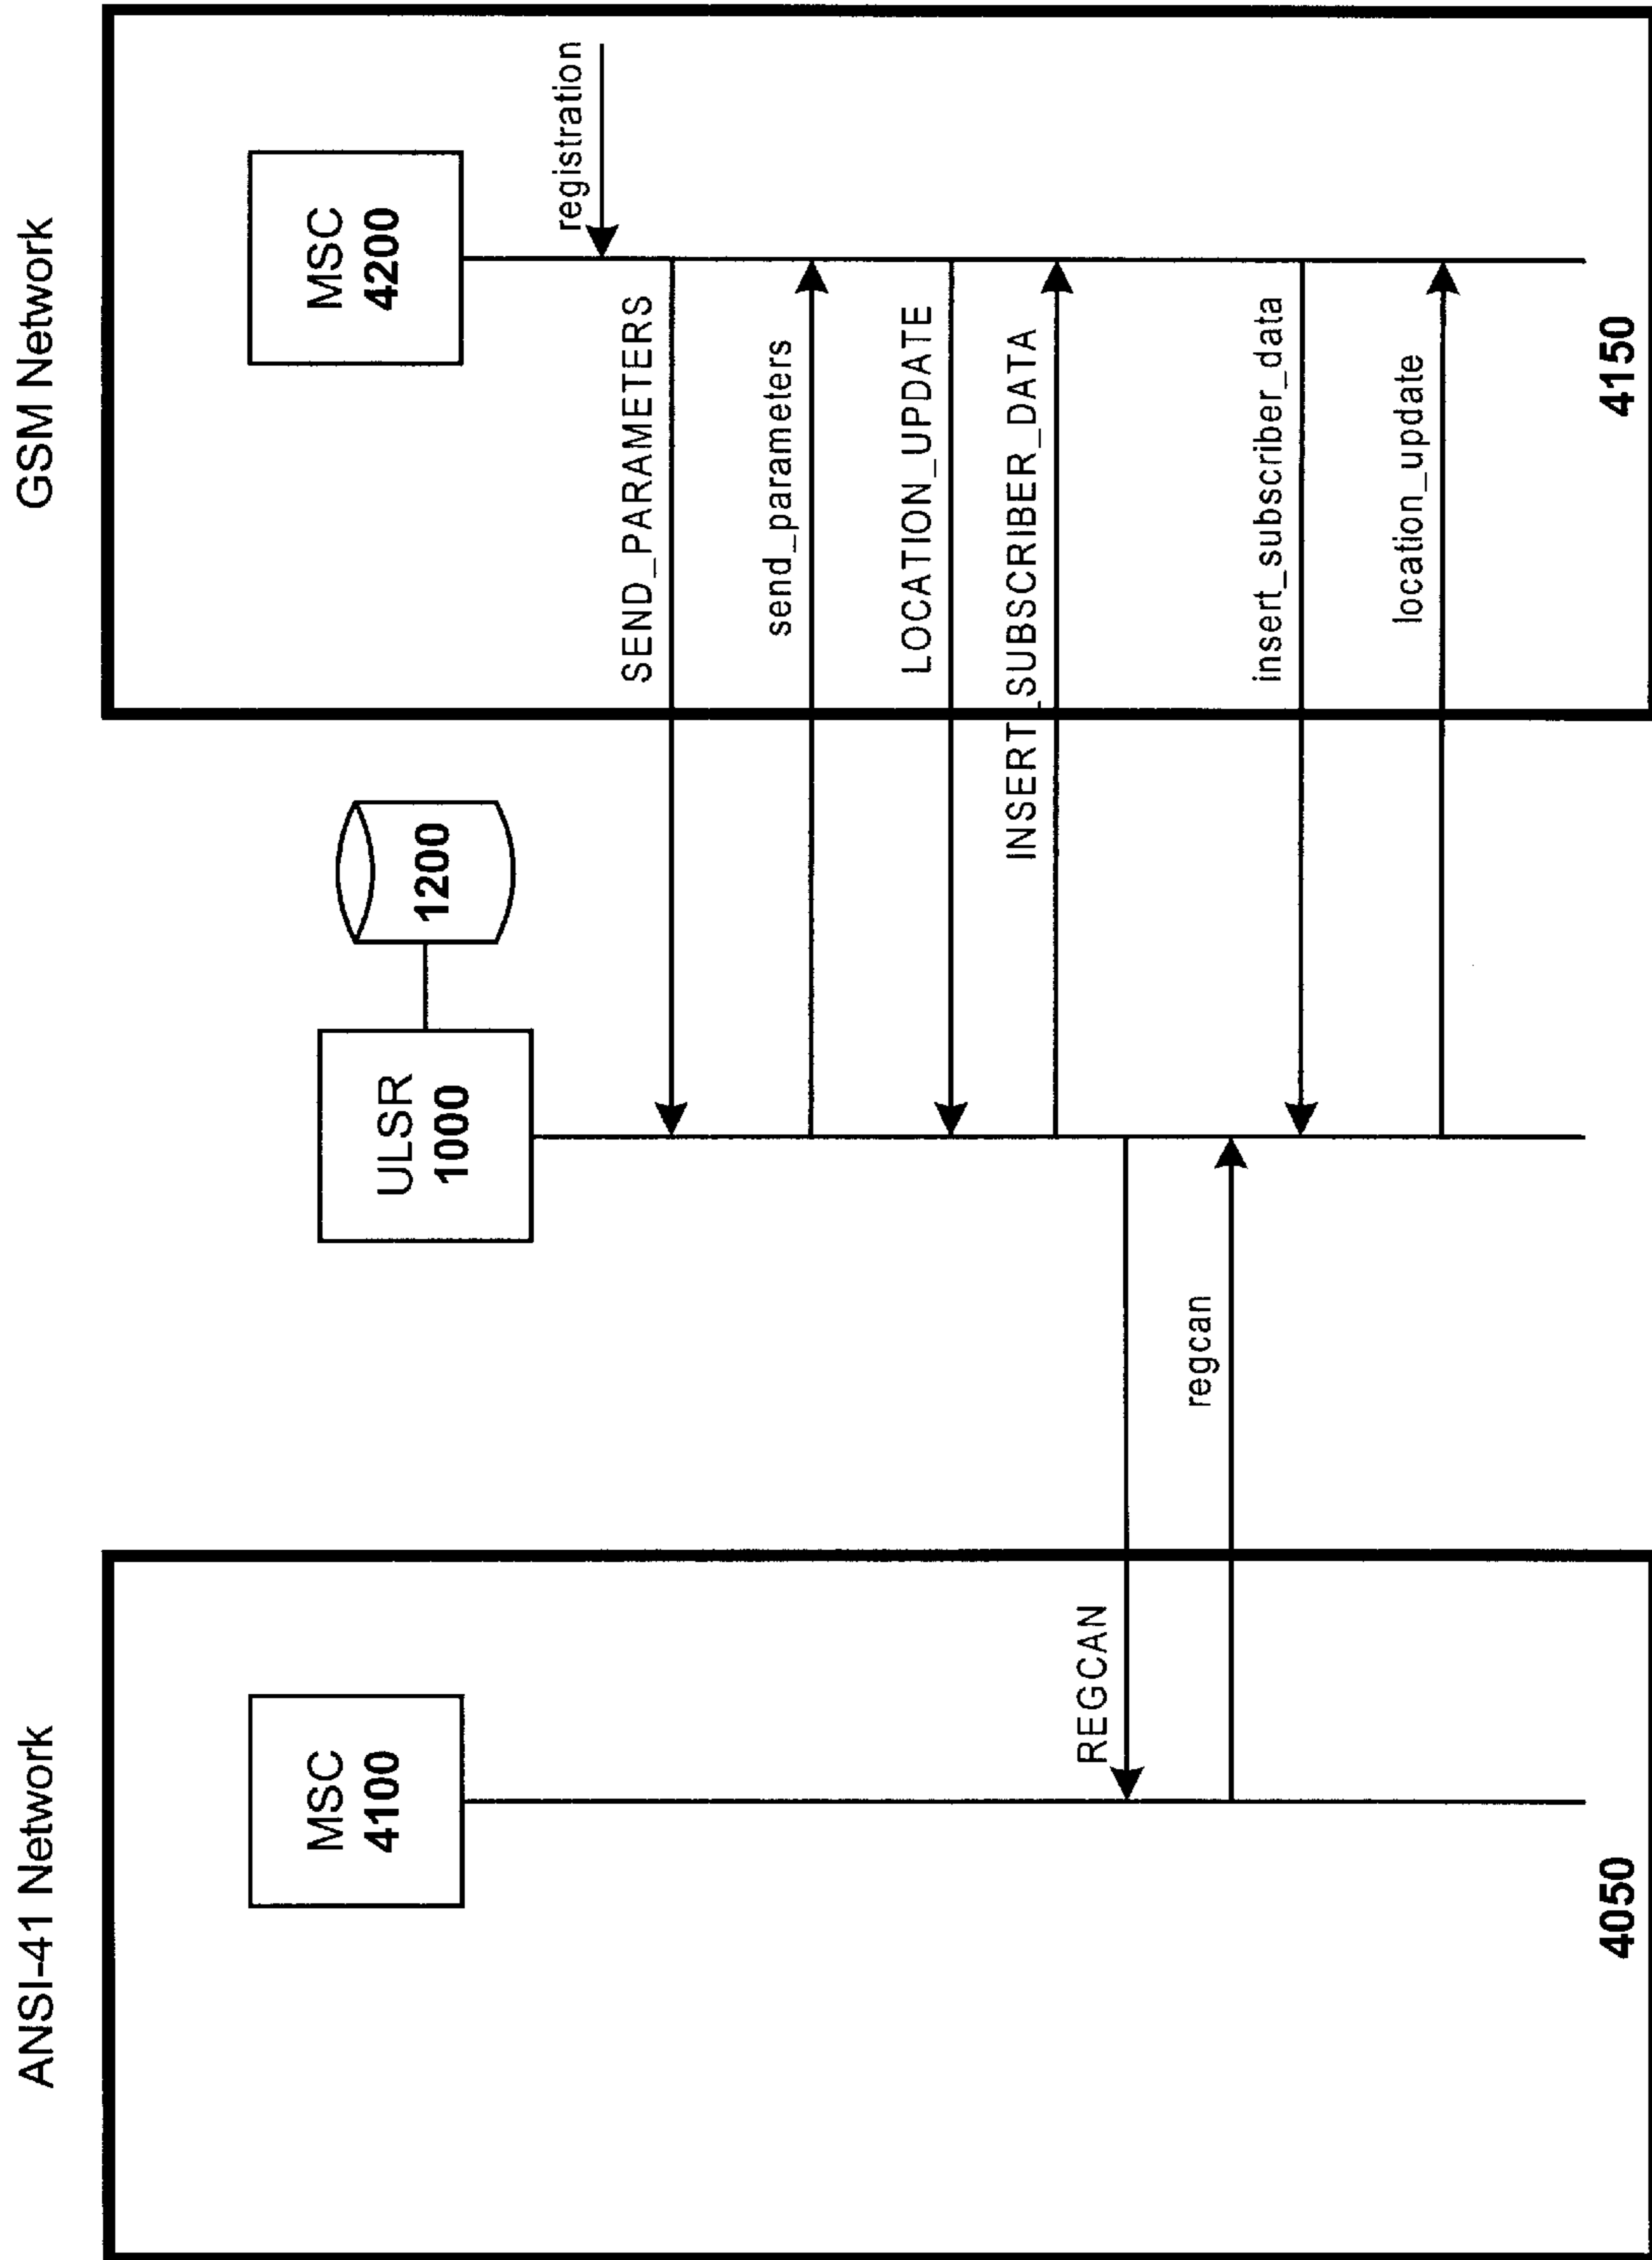 ANSI-41 Network
GSM Network
MSC
4100
ULSR
1000
1200
MSC
4200
registration
SEND_PARAMETERS
send_parameters
LOCATION_UPDATE
INSERT_SUBSCRIBER_DATA
REGCAN
regcan
insert_subscriber_data
location_update
4050
4150